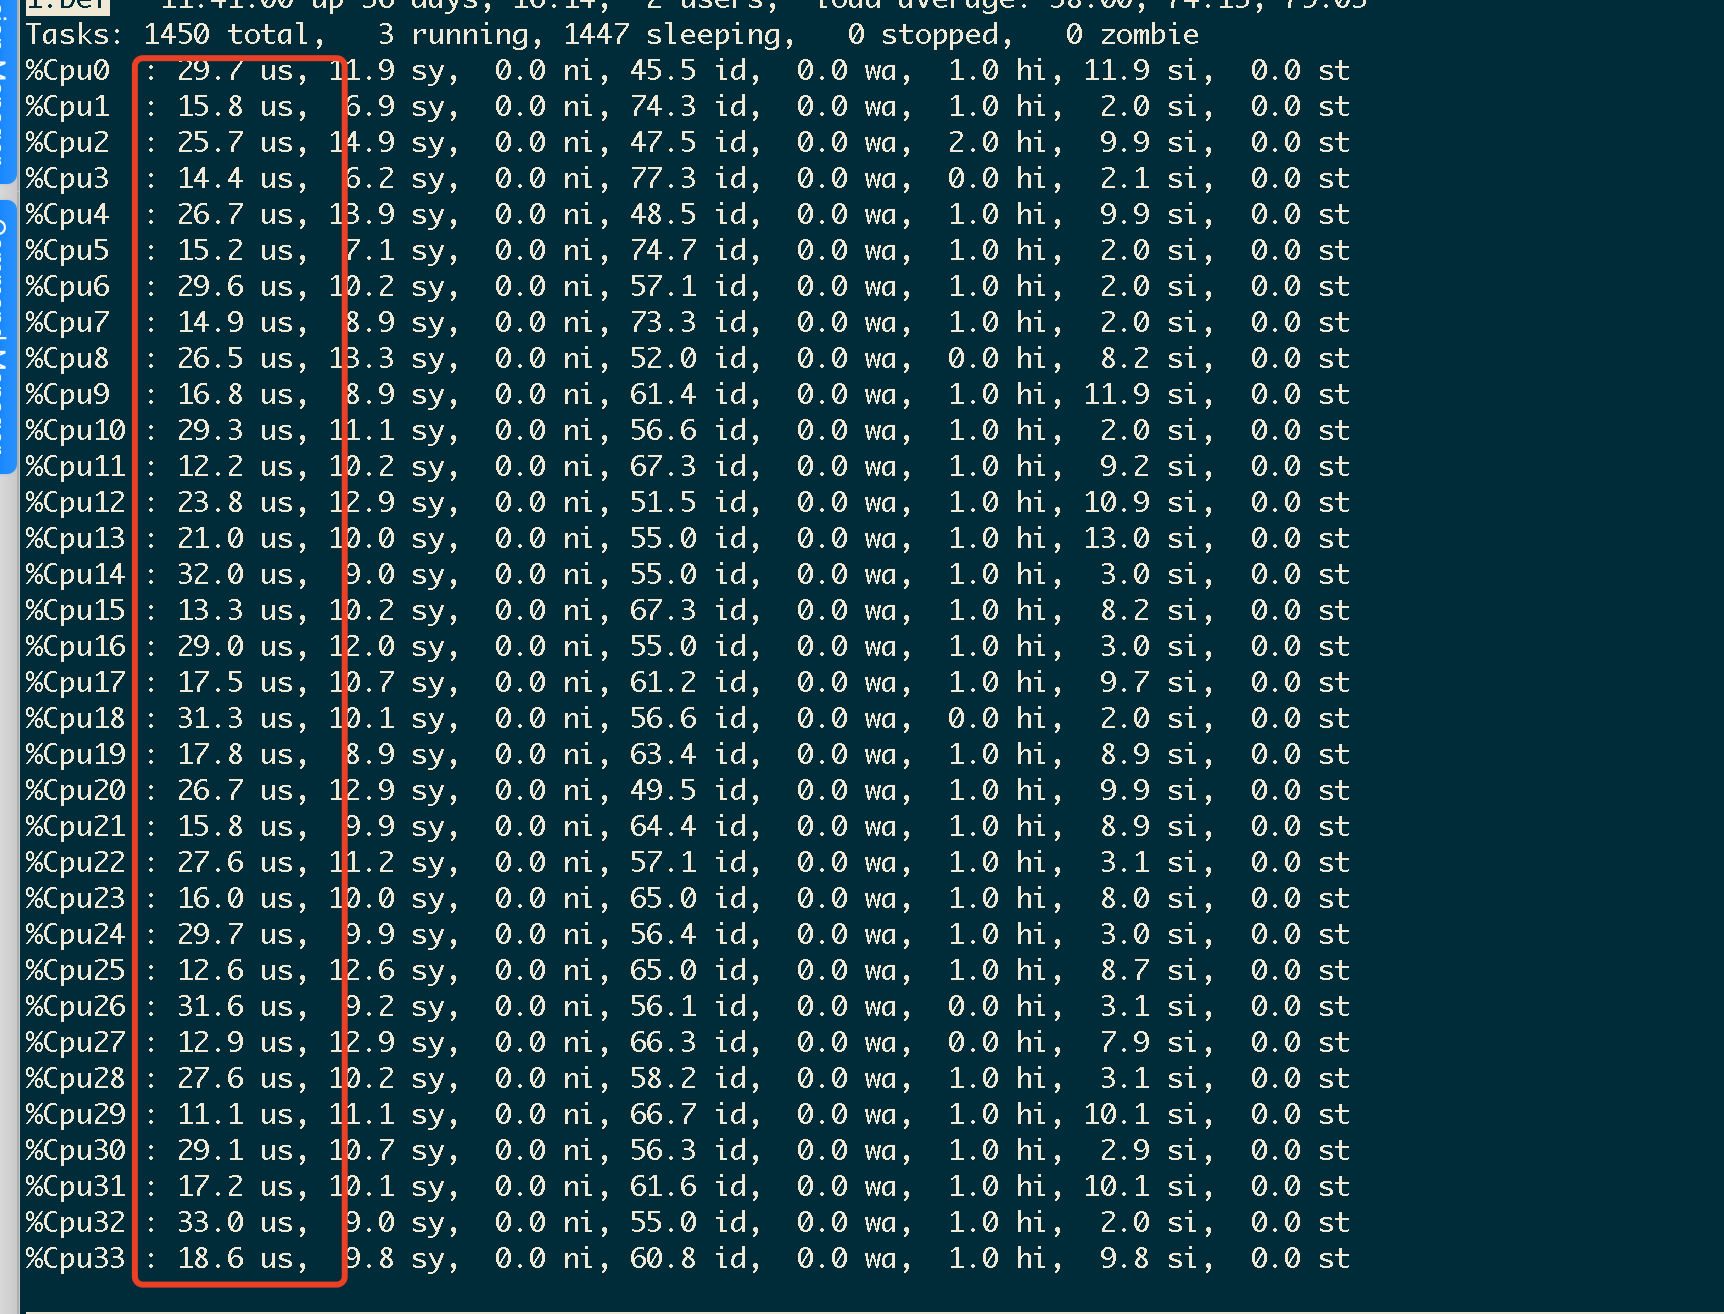 1:Def - 11:41:00 up 56 days, 16:14, 2 users, load average: 58.00, 74.15, 79.05
Tasks: 1450 total,   3 running, 1447 sleeping,   0 stopped,   0 zombie
%Cpu0  : 29.7 us, 11.9 sy,  0.0 ni, 45.5 id,  0.0 wa,  1.0 hi, 11.9 si,  0.0 st
%Cpu1  : 15.8 us,  6.9 sy,  0.0 ni, 74.3 id,  0.0 wa,  1.0 hi,  2.0 si,  0.0 st
%Cpu2  : 25.7 us, 14.9 sy,  0.0 ni, 47.5 id,  0.0 wa,  2.0 hi,  9.9 si,  0.0 st
%Cpu3  : 14.4 us,  6.2 sy,  0.0 ni, 77.3 id,  0.0 wa,  0.0 hi,  2.1 si,  0.0 st
%Cpu4  : 26.7 us, 13.9 sy,  0.0 ni, 48.5 id,  0.0 wa,  1.0 hi,  9.9 si,  0.0 st
%Cpu5  : 15.2 us,  7.1 sy,  0.0 ni, 74.7 id,  0.0 wa,  1.0 hi,  2.0 si,  0.0 st
%Cpu6  : 29.6 us, 10.2 sy,  0.0 ni, 57.1 id,  0.0 wa,  1.0 hi,  2.0 si,  0.0 st
%Cpu7  : 14.9 us,  8.9 sy,  0.0 ni, 73.3 id,  0.0 wa,  1.0 hi,  2.0 si,  0.0 st
%Cpu8  : 26.5 us, 13.3 sy,  0.0 ni, 52.0 id,  0.0 wa,  0.0 hi,  8.2 si,  0.0 st
%Cpu9  : 16.8 us,  8.9 sy,  0.0 ni, 61.4 id,  0.0 wa,  1.0 hi, 11.9 si,  0.0 st
%Cpu10 : 29.3 us, 11.1 sy,  0.0 ni, 56.6 id,  0.0 wa,  1.0 hi,  2.0 si,  0.0 st
%Cpu11 : 12.2 us, 10.2 sy,  0.0 ni, 67.3 id,  0.0 wa,  1.0 hi,  9.2 si,  0.0 st
%Cpu12 : 23.8 us, 12.9 sy,  0.0 ni, 51.5 id,  0.0 wa,  1.0 hi, 10.9 si,  0.0 st
%Cpu13 : 21.0 us, 10.0 sy,  0.0 ni, 55.0 id,  0.0 wa,  1.0 hi, 13.0 si,  0.0 st
%Cpu14 : 32.0 us,  9.0 sy,  0.0 ni, 55.0 id,  0.0 wa,  1.0 hi,  3.0 si,  0.0 st
%Cpu15 : 13.3 us, 10.2 sy,  0.0 ni, 67.3 id,  0.0 wa,  1.0 hi,  8.2 si,  0.0 st
%Cpu16 : 29.0 us, 12.0 sy,  0.0 ni, 55.0 id,  0.0 wa,  1.0 hi,  3.0 si,  0.0 st
%Cpu17 : 17.5 us, 10.7 sy,  0.0 ni, 61.2 id,  0.0 wa,  1.0 hi,  9.7 si,  0.0 st
%Cpu18 : 31.3 us, 10.1 sy,  0.0 ni, 56.6 id,  0.0 wa,  0.0 hi,  2.0 si,  0.0 st
%Cpu19 : 17.8 us,  8.9 sy,  0.0 ni, 63.4 id,  0.0 wa,  1.0 hi,  8.9 si,  0.0 st
%Cpu20 : 26.7 us, 12.9 sy,  0.0 ni, 49.5 id,  0.0 wa,  1.0 hi,  9.9 si,  0.0 st
%Cpu21 : 15.8 us,  9.9 sy,  0.0 ni, 64.4 id,  0.0 wa,  1.0 hi,  8.9 si,  0.0 st
%Cpu22 : 27.6 us, 11.2 sy,  0.0 ni, 57.1 id,  0.0 wa,  1.0 hi,  3.1 si,  0.0 st
%Cpu23 : 16.0 us, 10.0 sy,  0.0 ni, 65.0 id,  0.0 wa,  1.0 hi,  8.0 si,  0.0 st
%Cpu24 : 29.7 us,  9.9 sy,  0.0 ni, 56.4 id,  0.0 wa,  1.0 hi,  3.0 si,  0.0 st
%Cpu25 : 12.6 us, 12.6 sy,  0.0 ni, 65.0 id,  0.0 wa,  1.0 hi,  8.7 si,  0.0 st
%Cpu26 : 31.6 us,  9.2 sy,  0.0 ni, 56.1 id,  0.0 wa,  0.0 hi,  3.1 si,  0.0 st
%Cpu27 : 12.9 us, 12.9 sy,  0.0 ni, 66.3 id,  0.0 wa,  0.0 hi,  7.9 si,  0.0 st
%Cpu28 : 27.6 us, 10.2 sy,  0.0 ni, 58.2 id,  0.0 wa,  1.0 hi,  3.1 si,  0.0 st
%Cpu29 : 11.1 us, 11.1 sy,  0.0 ni, 66.7 id,  0.0 wa,  1.0 hi, 10.1 si,  0.0 st
%Cpu30 : 29.1 us, 10.7 sy,  0.0 ni, 56.3 id,  0.0 wa,  1.0 hi,  2.9 si,  0.0 st
%Cpu31 : 17.2 us, 10.1 sy,  0.0 ni, 61.6 id,  0.0 wa,  1.0 hi, 10.1 si,  0.0 st
%Cpu32 : 33.0 us,  9.0 sy,  0.0 ni, 55.0 id,  0.0 wa,  1.0 hi,  2.0 si,  0.0 st
%Cpu33 : 18.6 us,  9.8 sy,  0.0 ni, 60.8 id,  0.0 wa,  1.0 hi,  9.8 si,  0.0 st